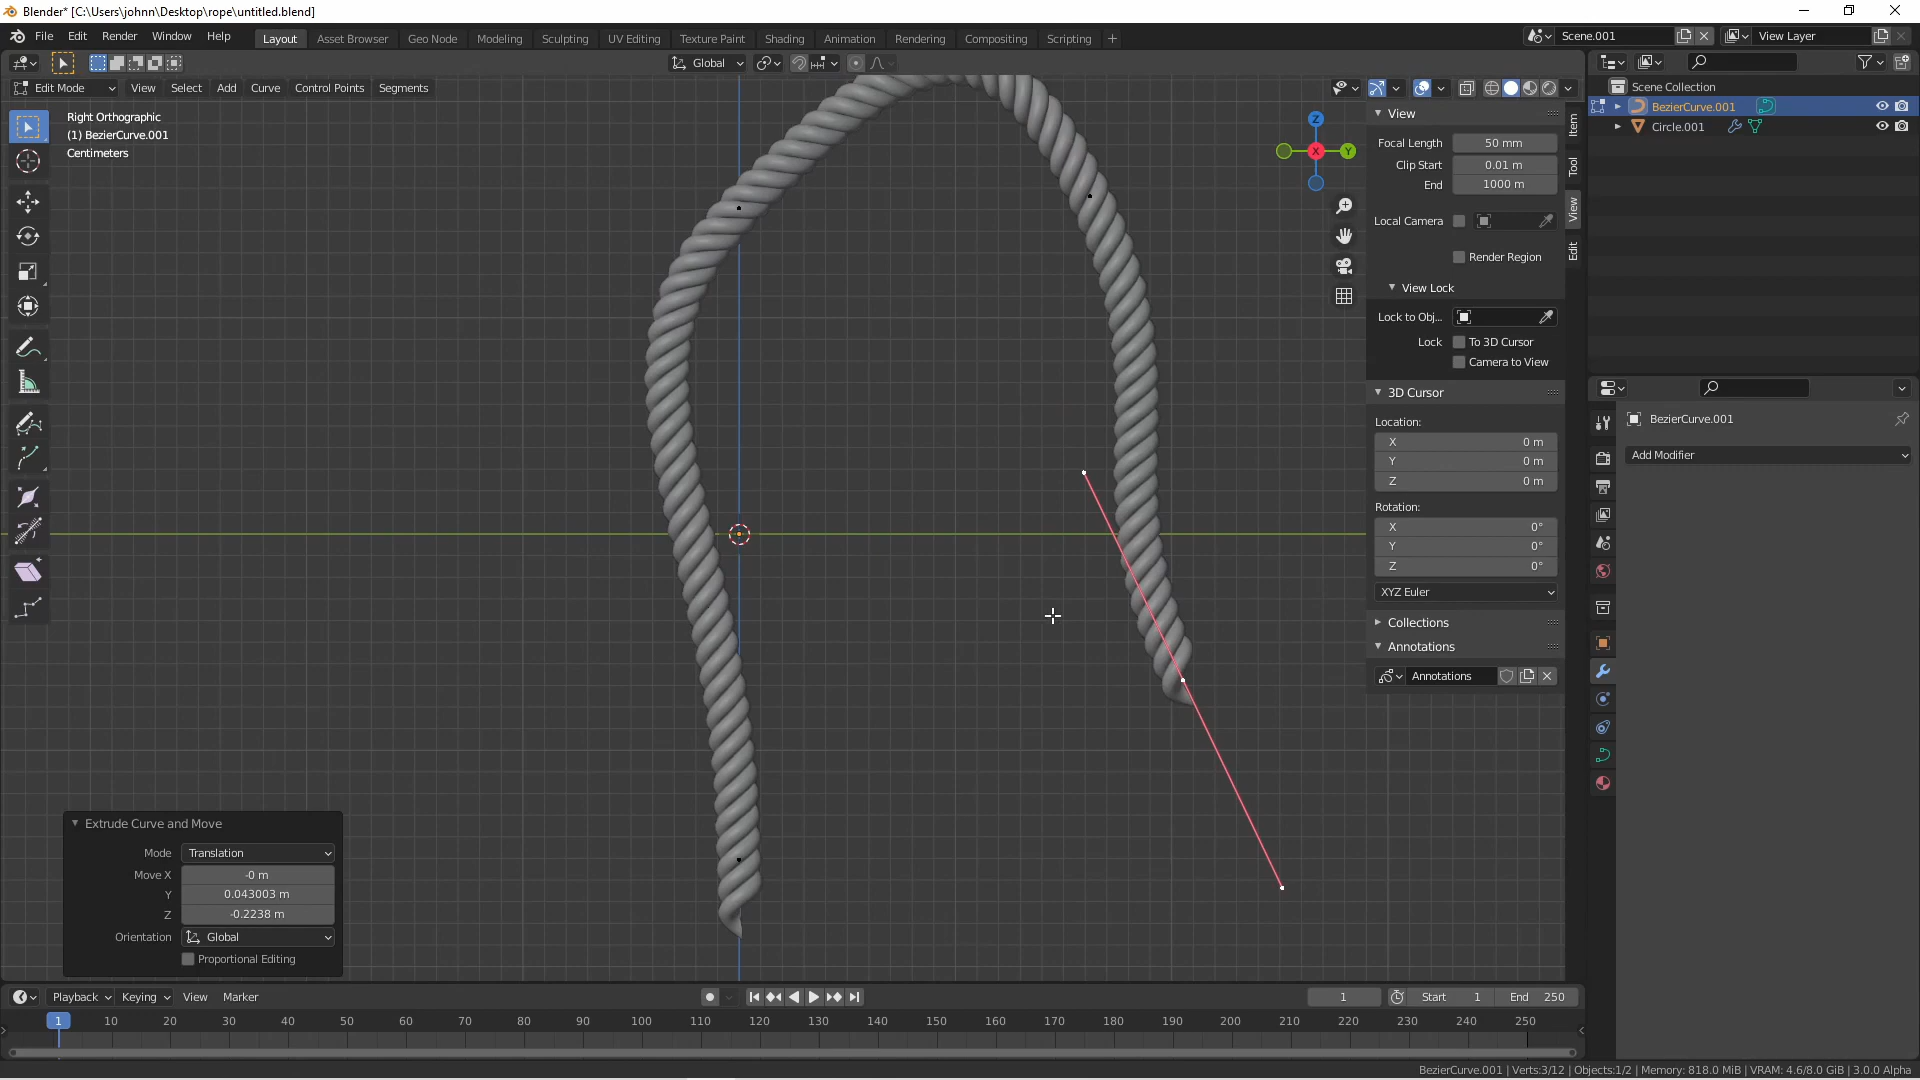 Blender* [C:\Users\johnn\Desktop\rope\untitled.blend]
File Edit Render Window Help Layout Asset Browser Geo Node Modeling Sculpting UV Editing Texture Paint Shading Animation Rendering Compositing Scripting + Scene.001 View Layer
Global
Edit Mode View Select Add Curve Control Points Segments
Right Orthographic
(1) BezierCurve.001
Centimeters
Z
X
Y
View
Focal Length 50 mm
Clip Start 0.01 m
End 1000 m
Local Camera
Render Region
View Lock
Lock to Obj...
Lock To 3D Cursor
Camera to View
3D Cursor
Location:
X 0 m
Y 0 m
Z 0 m
Rotation:
X 0°
Y 0°
Z 0°
XYZ Euler
Collections
Annotations
Annotations
Item
Tool
View
Edit
Scene Collection
BezierCurve.001
Circle.001
BezierCurve.001
Add Modifier
Extrude Curve and Move
Mode Translation
Move X -0 m
Y 0.043003 m
Z -0.2238 m
Orientation Global
Proportional Editing
Playback Keying View Marker 1 Start 1 End 250
1 10 20 30 40 50 60 70 80 90 100 110 120 130 140 150 160 170 180 190 200 210 220 230 240 250
BezierCurve.001 | Verts:3/12 | Objects:1/2 | Memory: 818.0 MiB | VRAM: 4.6/8.0 GiB | 3.0.0 Alpha